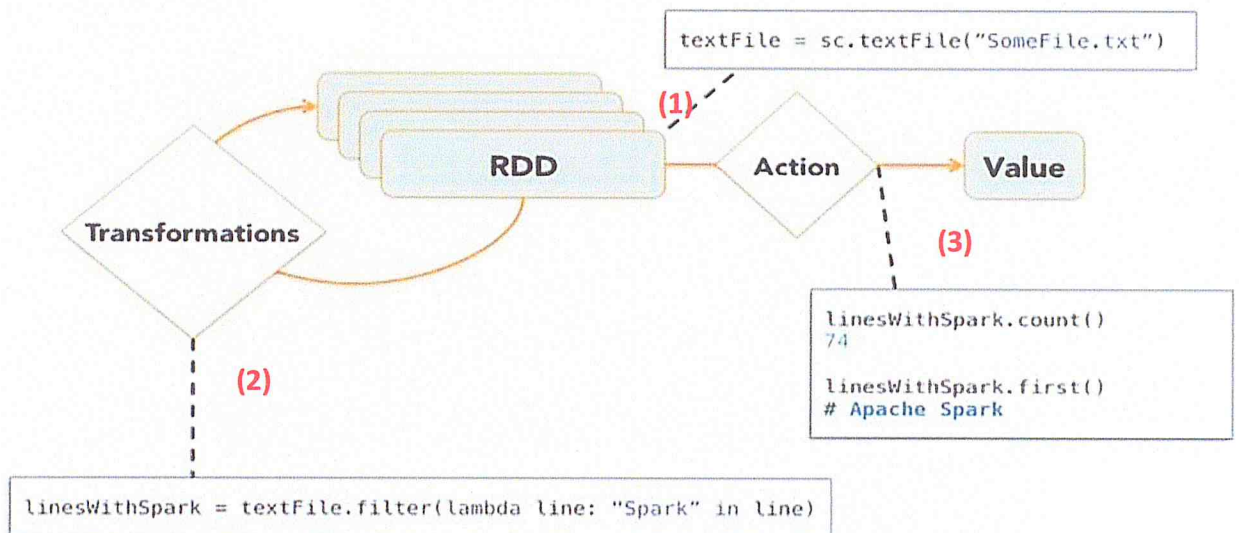 textFile = sc.textFile("SomeFile.txt")
(1)
RDD
Action
Value
Transformations
(3)
linesWithSpark.count()
74
linesWithSpark.first()
# Apache Spark
(2)
linesWithSpark = textFile.filter(lambda line: "Spark" in line)